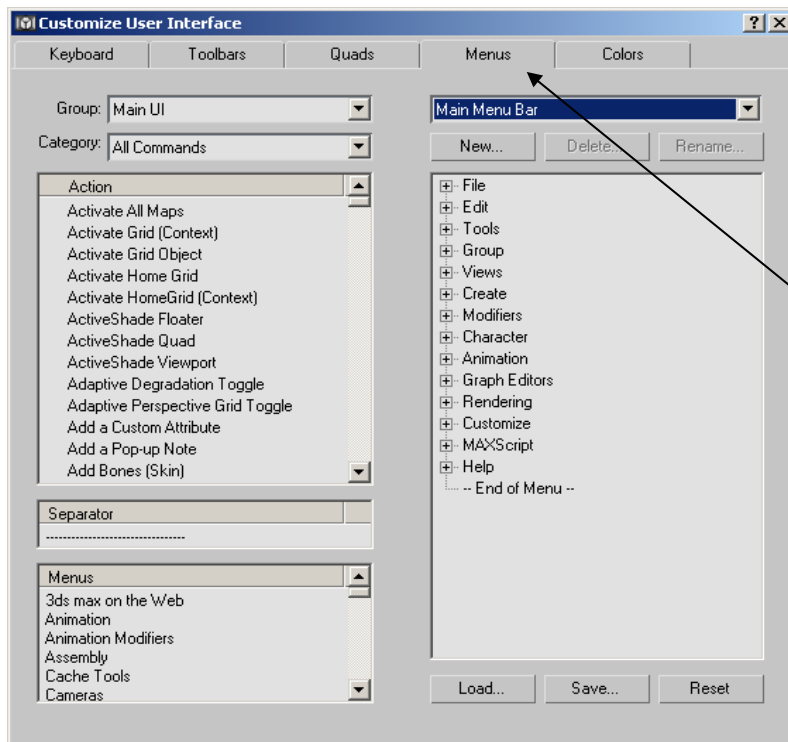 Customize User Interface
Keyboard Toolbars Quads Menus Colors
Group: Main UI
Category: All Commands
Action
Activate All Maps
Activate Grid (Context)
Activate Grid Object
Activate Home Grid
Activate HomeGrid (Context)
ActiveShade Floater
ActiveShade Quad
ActiveShade Viewport
Adaptive Degradation Toggle
Adaptive Perspective Grid Toggle
Add a Custom Attribute
Add a Pop-up Note
Add Bones (Skin)
Separator
---------------------------------
Menus
3ds max on the Web
Animation
Animation Modifiers
Assembly
Cache Tools
Cameras
Main Menu Bar
New... Delete... Rename...
File
Edit
Tools
Group
Views
Create
Modifiers
Character
Animation
Graph Editors
Rendering
Customize
MAXScript
Help
-- End of Menu --
Load... Save... Reset